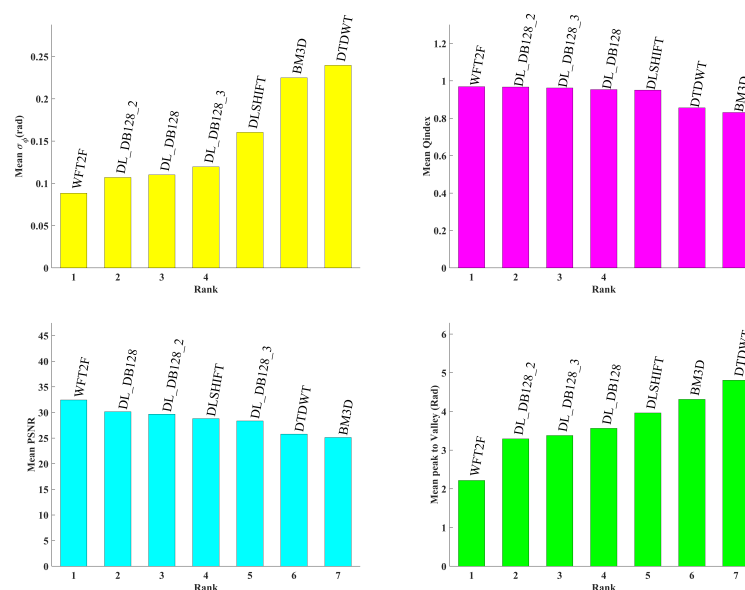 Mean σφ(rad)
0.25
0.2
0.15
0.1
0.05
0
WFT2F
DL_DB128_2
DL_DB128
DL_DB128_3
DLSHIFT
BM3D
DTDWT
1 2 3 4
Rank
Mean Qindex
1.2
1
0.8
0.6
0.4
0.2
0
WFT2F
DL_DB128_2
DL_DB128_3
DL_DB128
DLSHIFT
DTDWT
BM3D
1 2 3 4
Rank
Mean PSNR
45
40
35
30
25
20
15
10
5
0
WFT2F
DL_DB128
DL_DB128_2
DLSHIFT
DL_DB128_3
DTDWT
BM3D
1 2 3 4 5 6 7
Rank
Mean peak to Valley (Rad)
6
5
4
3
2
1
0
WFT2F
DL_DB128_2
DL_DB128_3
DL_DB128
DLSHIFT
BM3D
DTDWT
1 2 3 4 5 6 7
Rank